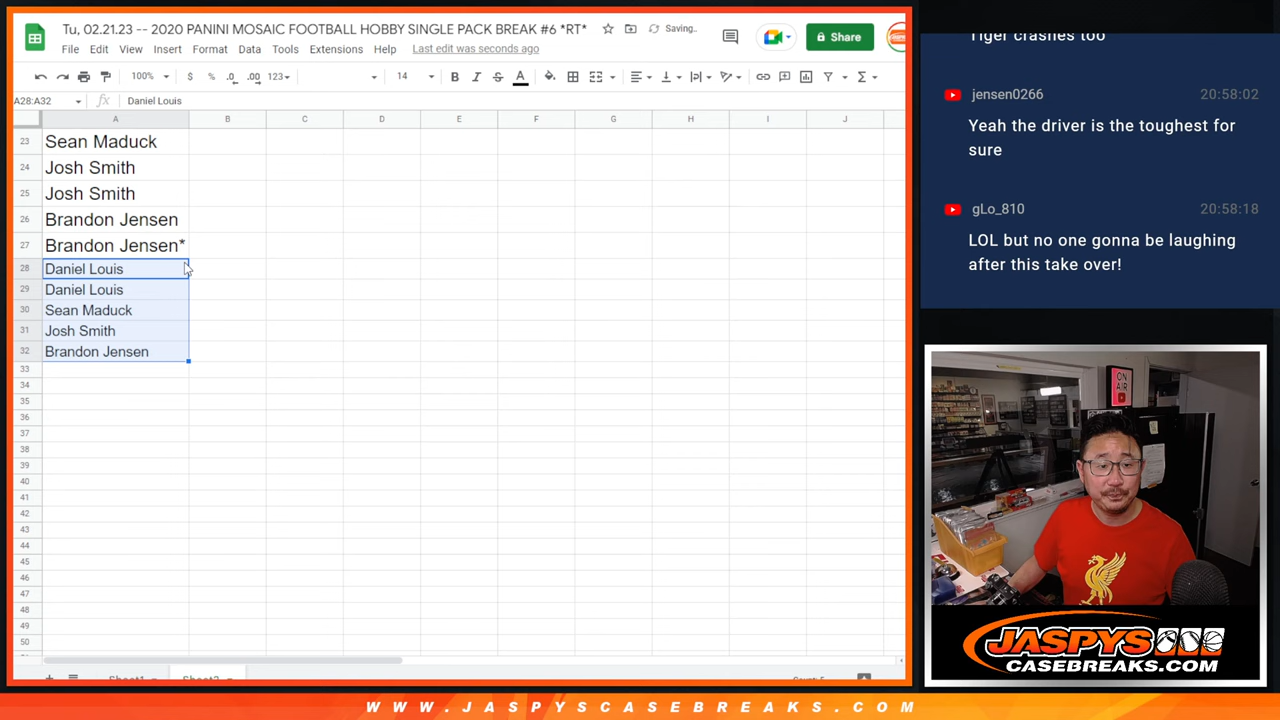 Tu, 02.21.23 -- 2020 PANINI MOSAIC FOOTBALL HOBBY SINGLE PACK BREAK #6 *RT*
Saving..
Share
File Edit View Insert Format Data Tools Extensions Help Last edit was seconds ago
100% $ % .0 .00 123 14 B I S A
A28:A32 fx Daniel Louis
A B C D E F G H I J
23 Sean Maduck
24 Josh Smith
25 Josh Smith
26 Brandon Jensen
27 Brandon Jensen*
28 Daniel Louis
29 Daniel Louis
30 Sean Maduck
31 Josh Smith
32 Brandon Jensen
33
34
35
36
37
38
39
40
41
42
43
44
45
46
47
48
49
50
Tiger crashes too
jensen0266 20:58:02
Yeah the driver is the toughest for
sure
gLo_810 20:58:18
LOL but no one gonna be laughing
after this take over!
ON
AIR
JASPYS
CASEBREAKS.COM
WWW.JASPYSCASEBREAKS.COM